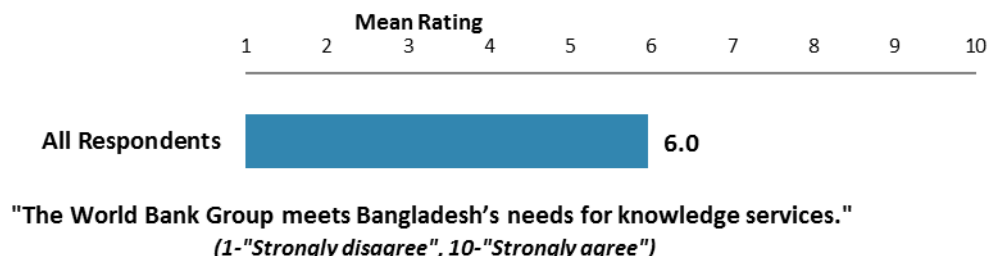 Mean Rating
1 2 3 4 5 6 7 8 9 10
All Respondents 6.0
"The World Bank Group meets Bangladesh’s needs for knowledge services."
(1-"Strongly disagree", 10-"Strongly agree")